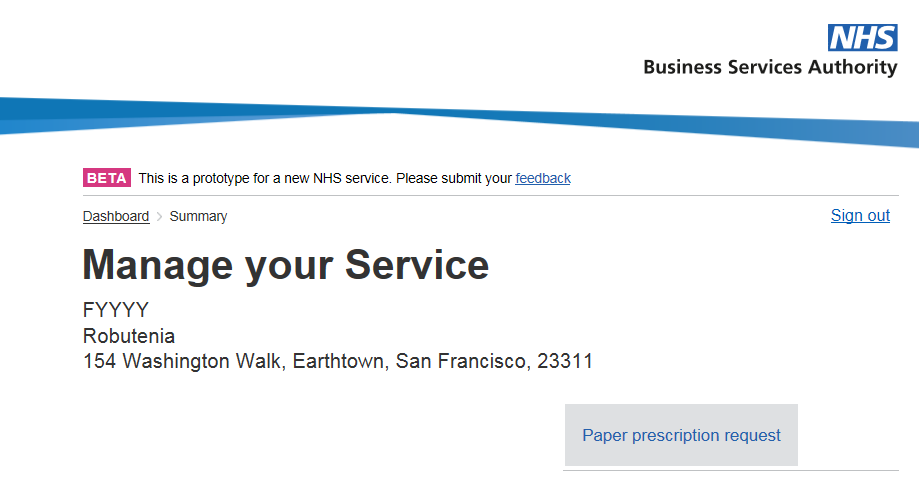 NHS
Business Services Authority
BETA This is a prototype for a new NHS service. Please submit your feedback
Dashboard > Summary
Sign out
Manage your Service
FYYYY
Robutenia
154 Washington Walk, Earthtown, San Francisco, 23311
Paper prescription request